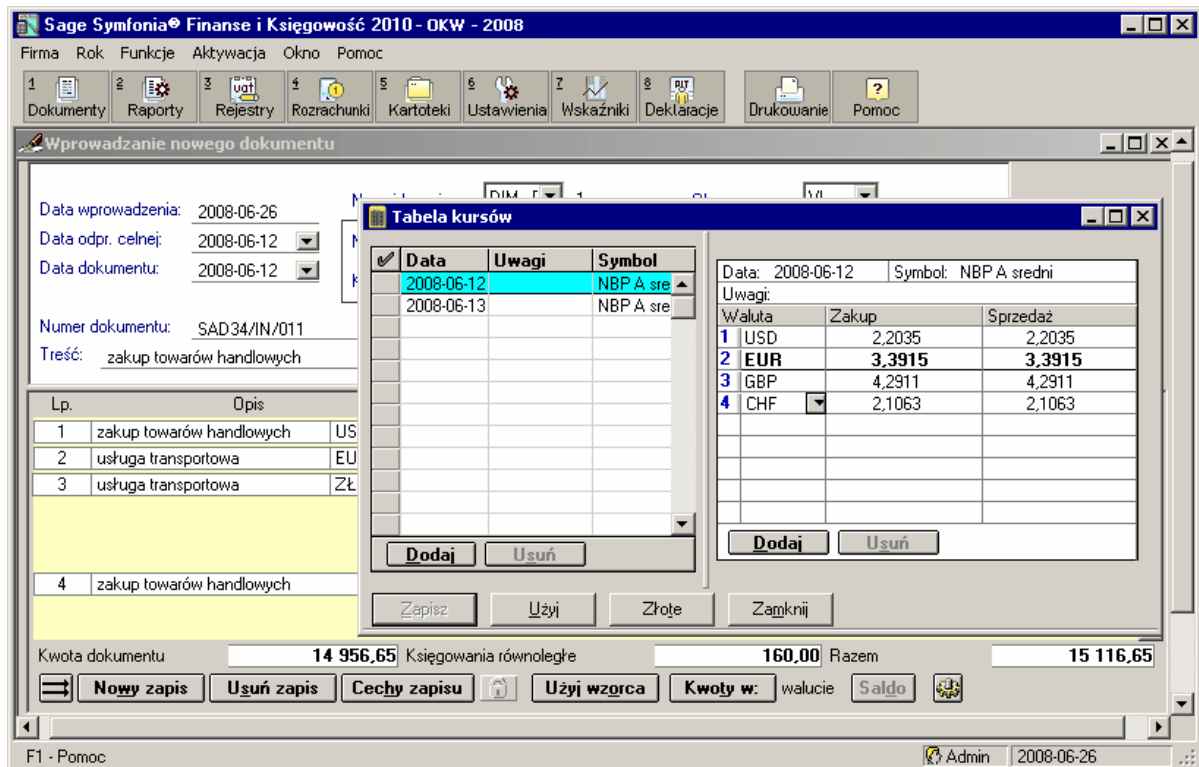 Sage Symfonia® Finanse i Księgowość 2010 - OKW - 2008
Firma Rok Funkcje Aktywacja Okno Pomoc
1 2 3 4 5 6 7 8
Dokumenty Raporty Rejestry Rozrachunki Kartoteki Ustawienia Wskaźniki Deklaracje Drukowanie Pomoc
Wprowadzanie nowego dokumentu
Data wprowadzenia: 2008-06-26
Data odpr. celnej: 2008-06-12
Data dokumentu: 2008-06-12
Numer dokumentu: SAD34/IN/011
Treść: zakup towarów handlowych
Lp. Opis
1 zakup towarów handlowych US
2 usługa transportowa EU
3 usługa transportowa ZŁ
4 zakup towarów handlowych
Tabela kursów
Data Uwagi Symbol
2008-06-12 NBP A sre
2008-06-13 NBP A sre
Dodaj Usuń
Data: 2008-06-12 Symbol: NBP A sredni
Uwagi:
Waluta Zakup Sprzedaż
1 USD 2,2035 2,2035
2 EUR 3,3915 3,3915
3 GBP 4,2911 4,2911
4 CHF 2,1063 2,1063
Dodaj Usuń
Zapisz Użyj Złote Zamknij
Kwota dokumentu 14 956,65 Księgowania równoległe 160,00 Razem 15 116,65
Nowy zapis Usuń zapis Cechy zapisu Użyj wzorca Kwoty w: walucie Saldo
F1 - Pomoc Admin 2008-06-26